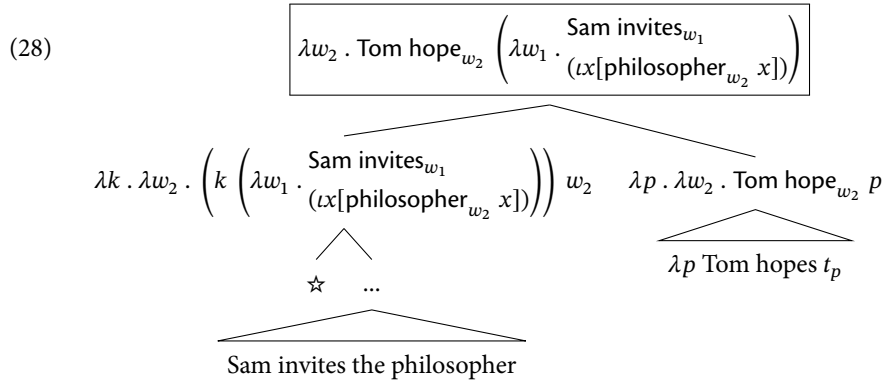 (28)
λw₂ . Tom hope_w₂ (λw₁ . Sam invites_w₁ (ιx[philosopher_w₂ x]))
λk . λw₂ . (k (λw₁ . Sam invites_w₁ (ιx[philosopher_w₂ x]))) w₂ λp . λw₂ . Tom hope_w₂ p
λp Tom hopes t_p
☆ ...
Sam invites the philosopher